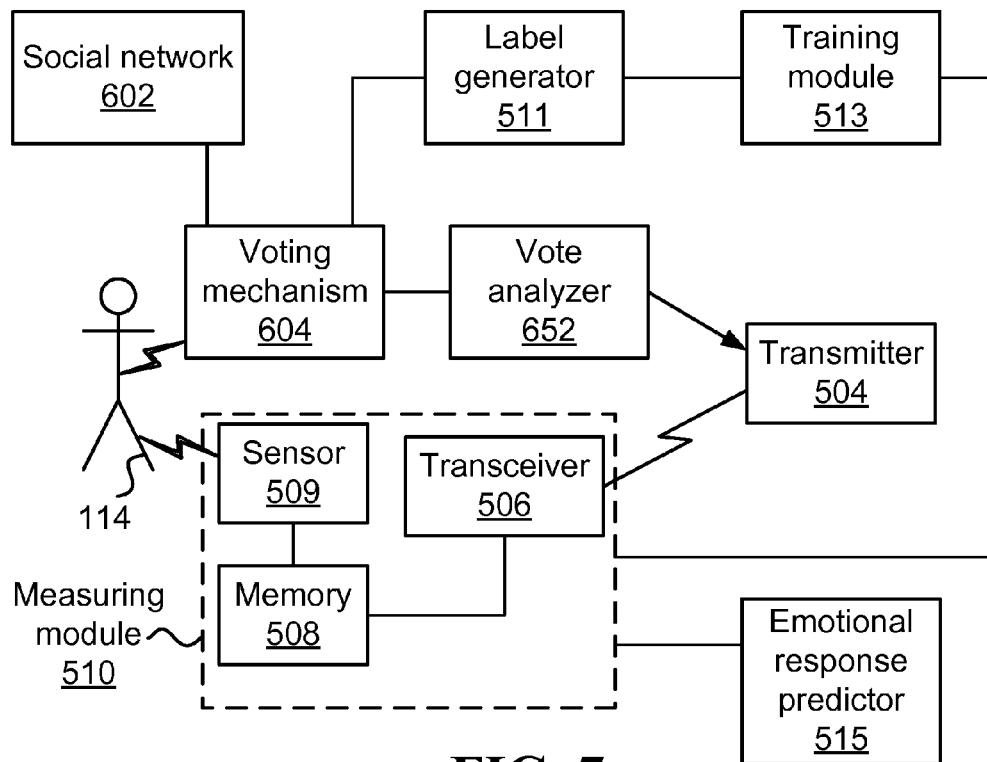 Social network
602
Label
generator
511
Training
module
513
Voting
mechanism
604
Vote
analyzer
652
Transmitter
504
Sensor
509
Transceiver
506
114
Memory
508
Measuring
module
510
Emotional
response
predictor
515